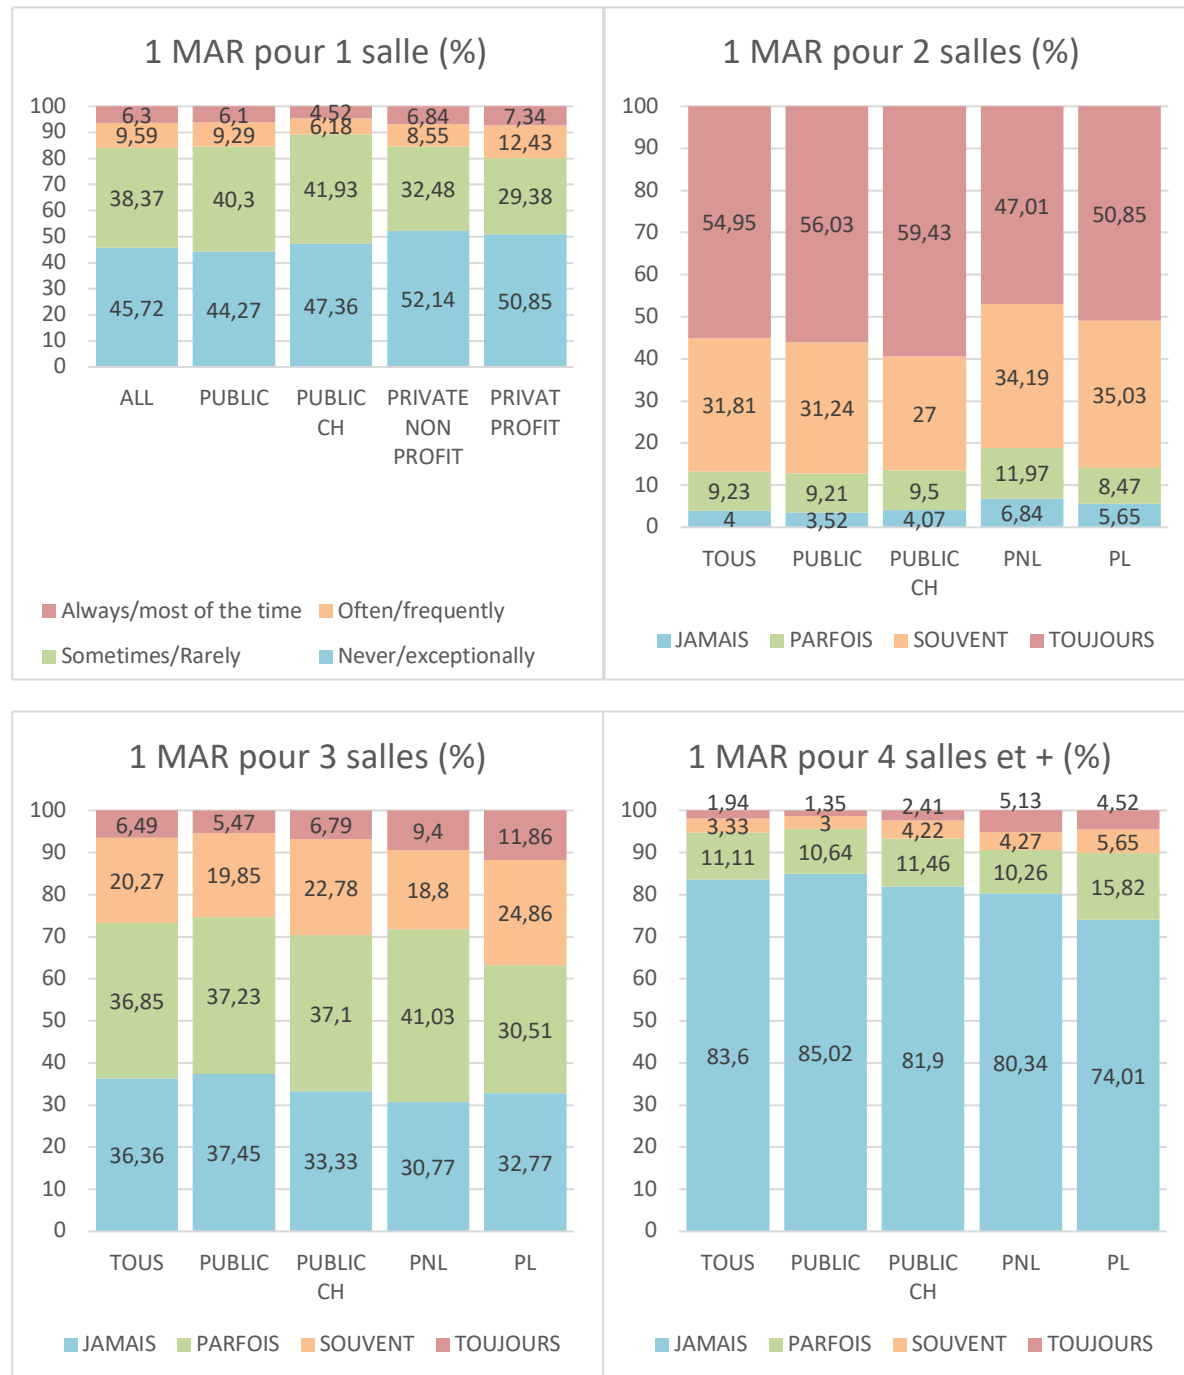 1 MAR pour 1 salle (%)
100
90
80
70
60
50
40
30
20
10
0
6,3
6,1
4,52
6,84
7,34
9,59
9,29
6,18
8,55
12,43
38,37
40,3
41,93
32,48
29,38
45,72
44,27
47,36
52,14
50,85
ALL
PUBLIC
PUBLIC
CH
PRIVATE
NON
PROFIT
PRIVAT
PROFIT
Always/most of the time
Often/frequently
Sometimes/Rarely
Never/exceptionally
1 MAR pour 2 salles (%)
100
90
80
70
60
50
40
30
20
10
0
54,95
56,03
59,43
47,01
50,85
31,81
31,24
27
34,19
35,03
9,23
9,21
9,5
11,97
8,47
4
3,52
4,07
6,84
5,65
TOUS
PUBLIC
PUBLIC
CH
PNL
PL
JAMAIS
PARFOIS
SOUVENT
TOUJOURS
1 MAR pour 3 salles (%)
100
90
80
70
60
50
40
30
20
10
0
6,49
5,47
6,79
9,4
11,86
20,27
19,85
22,78
18,8
24,86
36,85
37,23
37,1
41,03
30,51
36,36
37,45
33,33
30,77
32,77
TOUS
PUBLIC
PUBLIC
CH
PNL
PL
JAMAIS
PARFOIS
SOUVENT
TOUJOURS
1 MAR pour 4 salles et + (%)
100
90
80
70
60
50
40
30
20
10
0
1,94
1,35
2,41
5,13
4,52
3,33
3
4,22
4,27
5,65
11,11
10,64
11,46
10,26
15,82
83,6
85,02
81,9
80,34
74,01
TOUS
PUBLIC
PUBLIC
CH
PNL
PL
JAMAIS
PARFOIS
SOUVENT
TOUJOURS